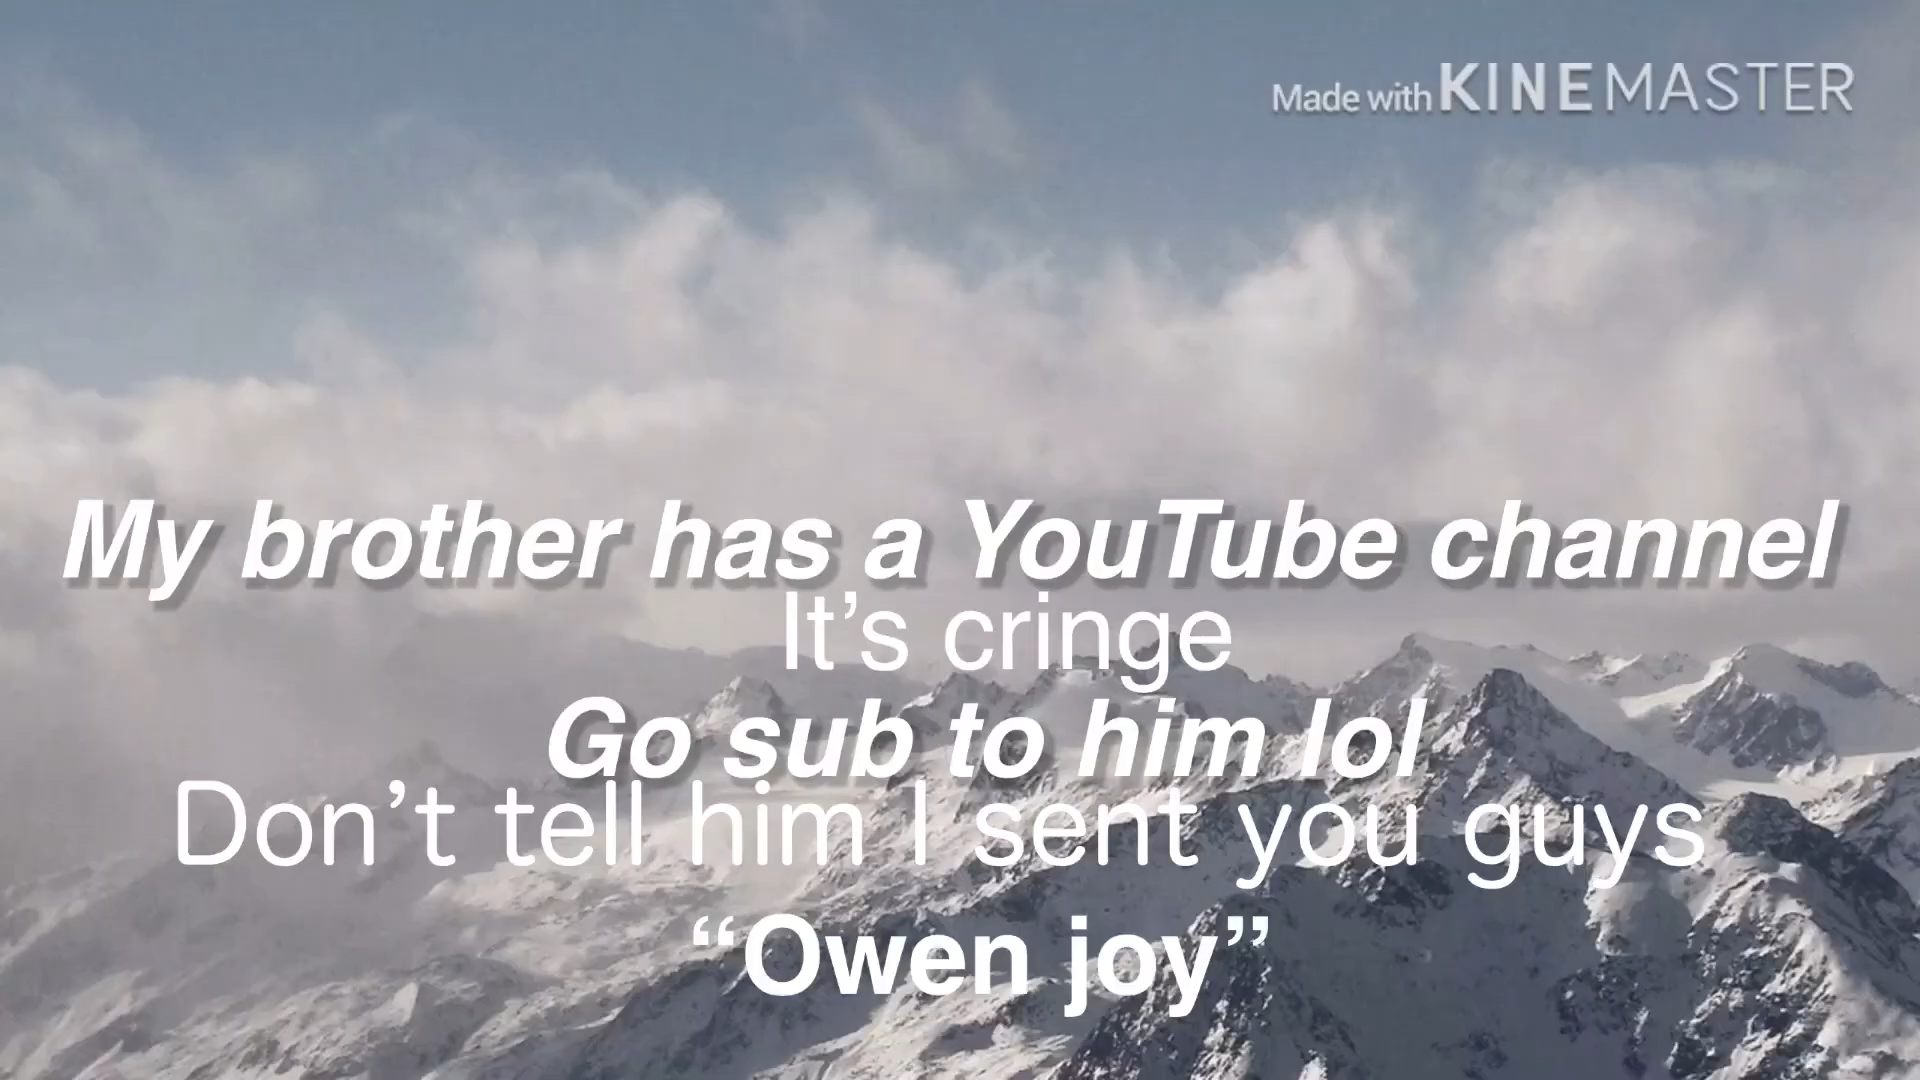 Made with KINEMASTER
My brother has a YouTube channel
It’s cringe
Go sub to him lol
Don’t tell him I sent you guys
“Owen joy”